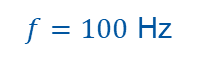 f = 100 Hz